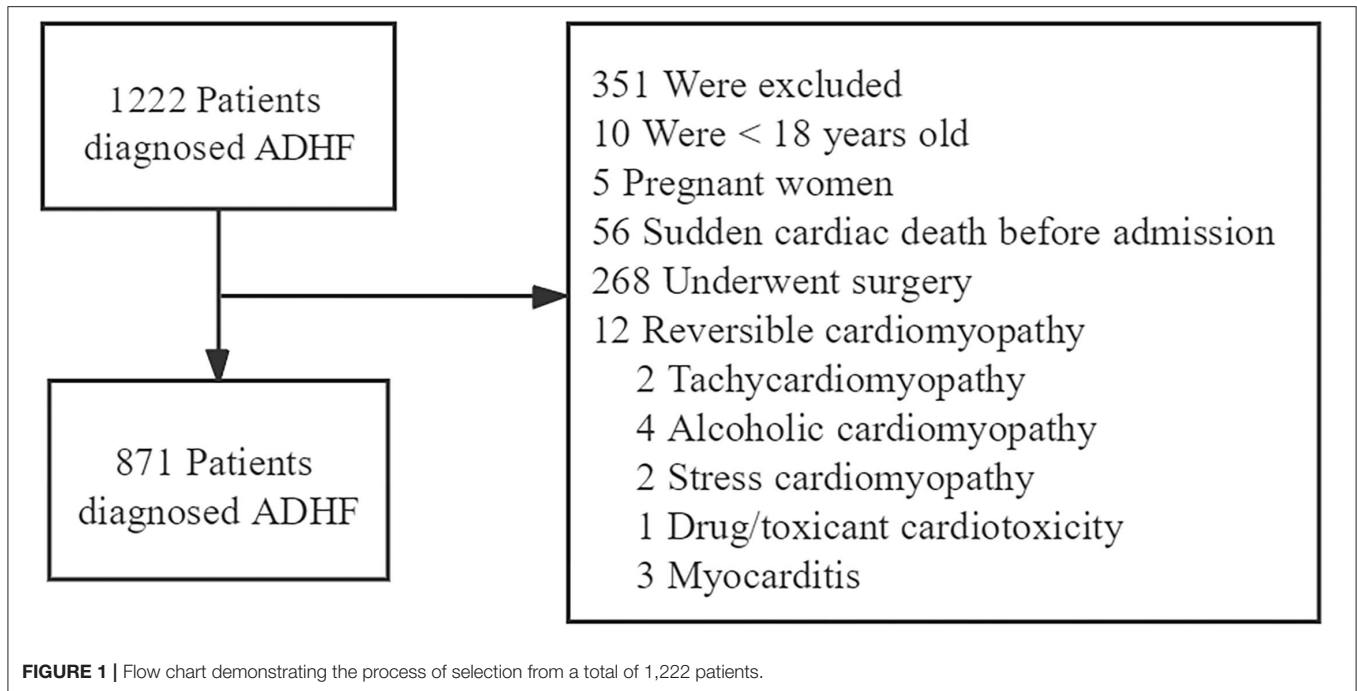 1222 Patients
diagnosed ADHF
351 Were excluded
10 Were < 18 years old
5 Pregnant women
56 Sudden cardiac death before admission
268 Underwent surgery
12 Reversible cardiomyopathy
2 Tachycardiomyopathy
4 Alcoholic cardiomyopathy
2 Stress cardiomyopathy
1 Drug/toxicant cardiotoxicity
3 Myocarditis
871 Patients
diagnosed ADHF
FIGURE 1 | Flow chart demonstrating the process of selection from a total of 1,222 patients.